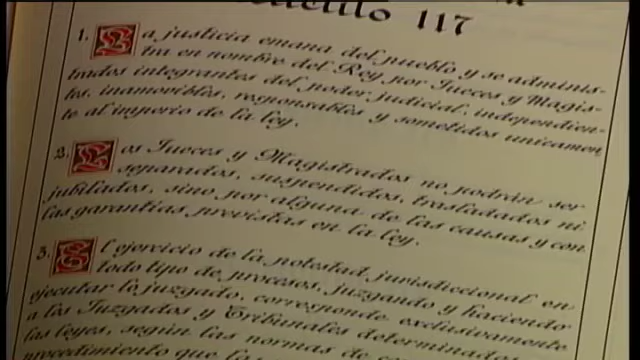 Artículo 117
1. La justicia emana del pueblo y se adminis-
tra en nombre del Rey por Jueces y Magis-
trados integrantes del poder judicial, independien-
tes, inamovibles, responsables y sometidos unicamen
te al imperio de la ley.
2. Los Jueces y Magistrados no podrán ser
separados, suspendidos, trasladados ni
jubilados, sino por alguna de las causas y con
las garantías previstas en la ley.
3. El ejercicio de la potestad jurisdiccional en
todo tipo de procesos, juzgando y haciendo
ejecutar lo juzgado, corresponde exclusivamente
a los Juzgados y Tribunales determinados
las leyes, según las normas de
procedimiento que